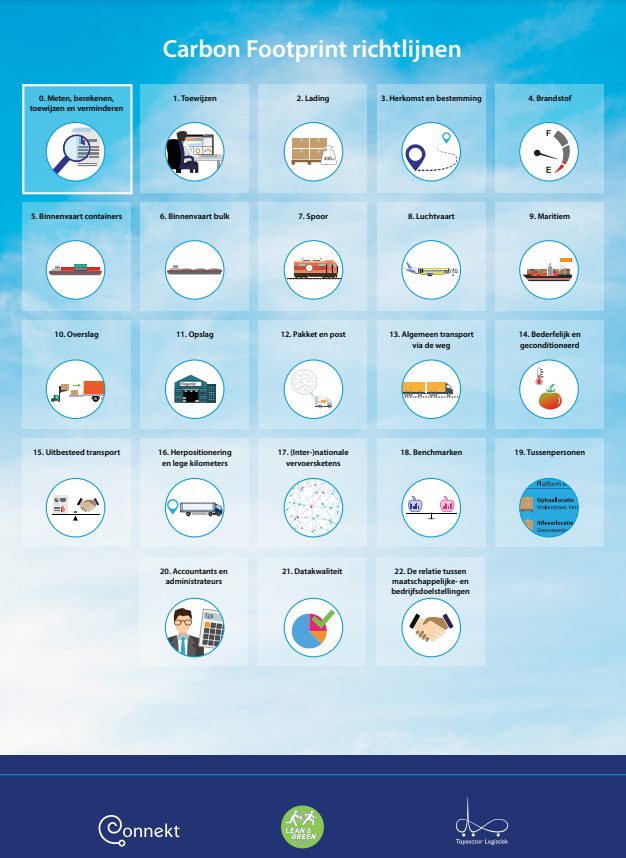 Carbon Footprint richtlijnen
0. Meten, berekenen,
toewijzen en verminderen
1. Toewijzen
2. Lading
400
3. Herkomst en bestemming
4. Brandstof
F
E
5. Binnenvaart containers
6. Binnenvaart bulk
7. Spoor
8. Luchtvaart
9. Maritiem
10. Overslag
11. Opslag
12. Pakket en post
13. Algemeen transport
via de weg
14. Bederfelijk en
geconditioneerd
15. Uitbesteed transport
16. Herpositionering
en lege kilometers
17. (Inter-)nationale
vervoersketens
18. Benchmarken
19. Tussenpersonen
Platform
Ophaallocatie
Afleverlocatie
20. Accountants en
administrateurs
123
21. Datakwaliteit
22. De relatie tussen
maatschappelijke- en
bedrijfsdoelstellingen
Connekt
LEAN &
GREEN
Topsector Logistiek